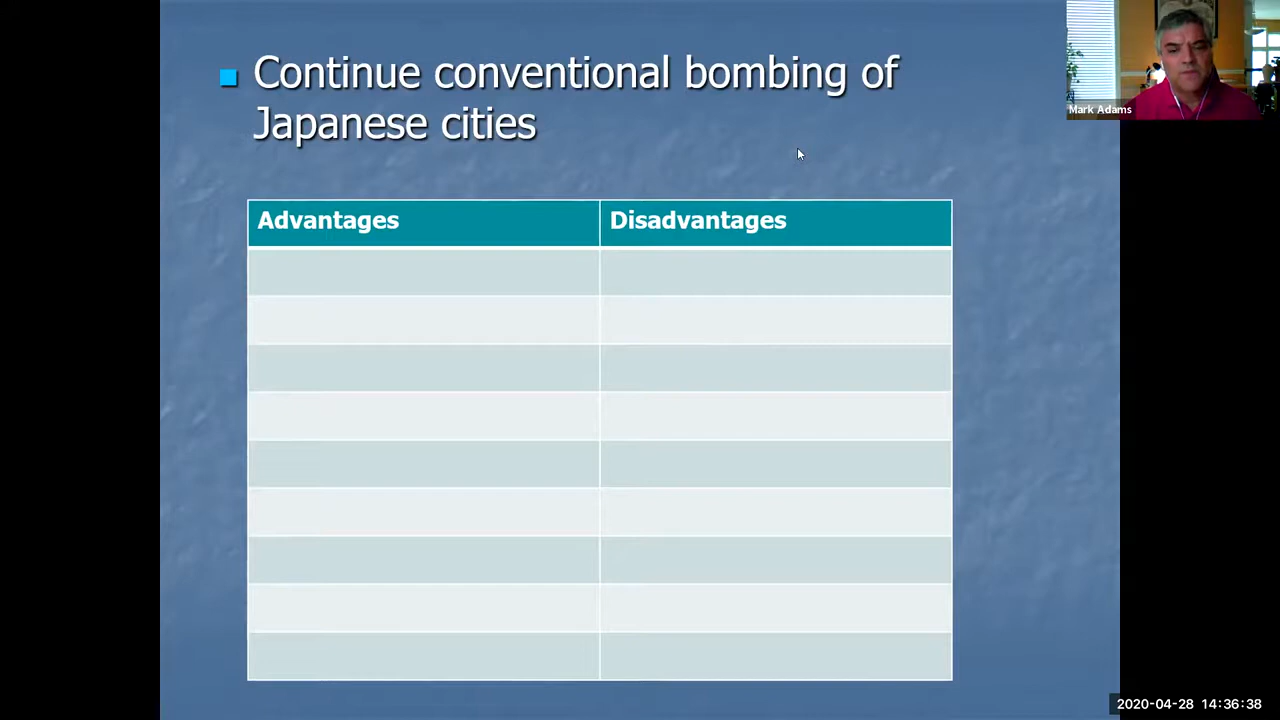 Continue conventional bombing of
Japanese cities
Mark Adams
Advantages
Disadvantages
2020-04-28 14:36:38